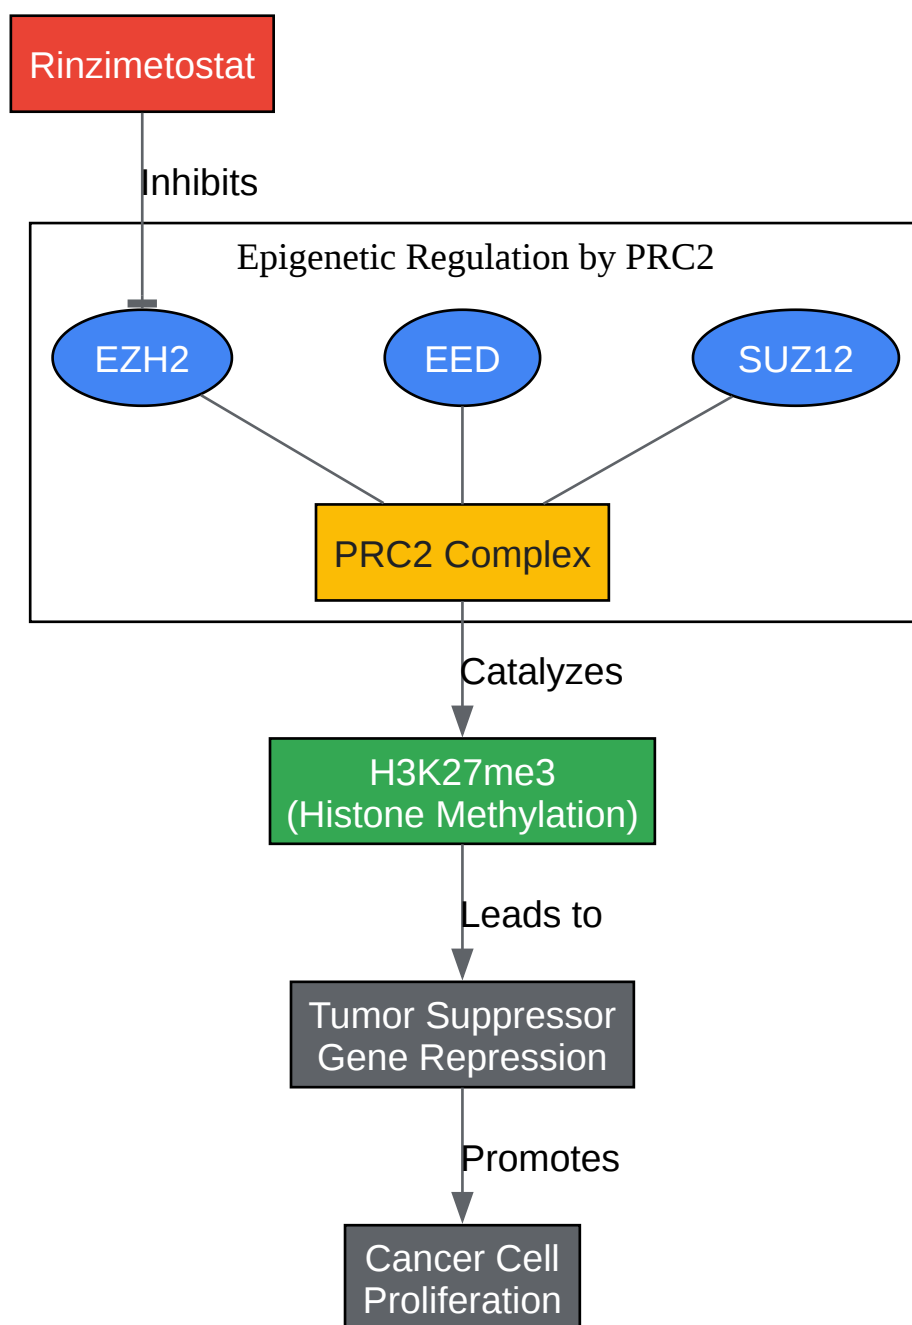 Rinzimetostat
Inhibits
Epigenetic Regulation by PRC2
EZH2
EED
SUZ12
PRC2 Complex
Catalyzes
H3K27me3
(Histone Methylation)
Leads to
Tumor Suppressor
Gene Repression
Promotes
Cancer Cell
Proliferation